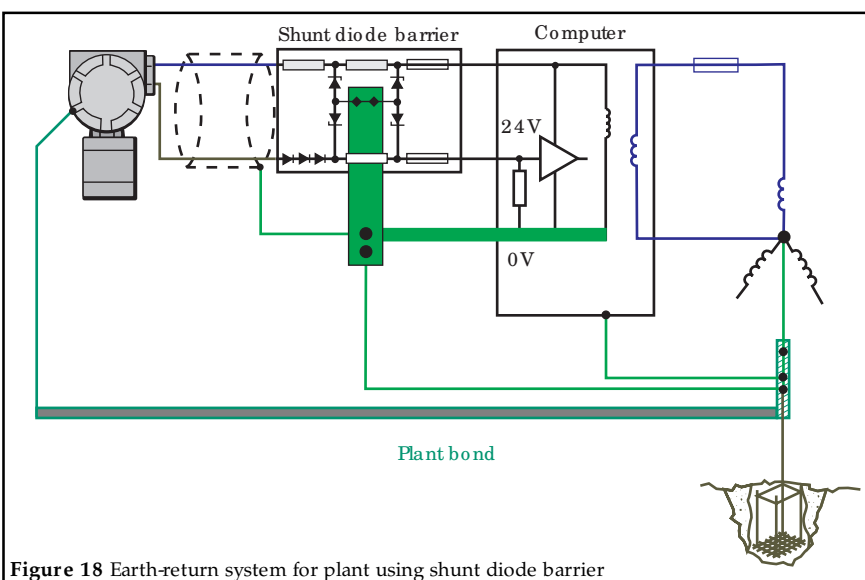 Shunt diode barrier
Computer
24V
0V
Plant bond
Figure 18 Earth-return system for plant using shunt diode barrier